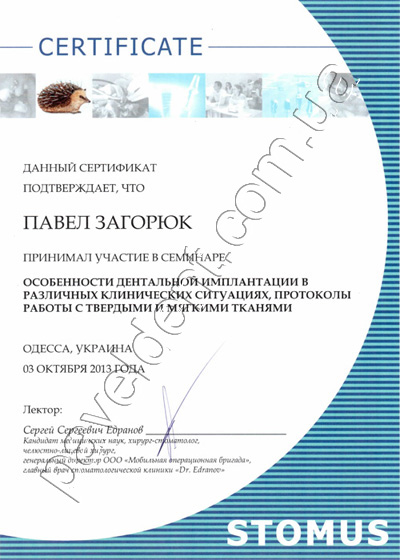 CERTIFICATE
ДАННЫЙ СЕРТИФИКАТ
ПОДТВЕРЖДАЕТ, ЧТО
ПАВЕЛ ЗАГОРЮК
ПРИНИМАЛ УЧАСТИЕ В СЕМИНАРЕ
ОСОБЕННОСТИ ДЕНТАЛЬНОЙ ИМПЛАНТАЦИИ В
РАЗЛИЧНЫХ КЛИНИЧЕСКИХ СИТУАЦИЯХ, ПРОТОКОЛЫ
РАБОТЫ С ТВЕРДЫМИ И МЯГКИМИ ТКАНЯМИ
ОДЕССА, УКРАИНА
03 ОКТЯБРЯ 2013 ГОДА
Лектор:
Сергей Сергеевич Едранов
Кандидат медицинских наук, хирург-стоматолог,
челюстно-лицевой хирург,
генеральный директор ООО «Мобильная операционная бригада»,
главный врач стоматологической клиники «Dr. Edranov»
STOMUS
paveldent.com.ua